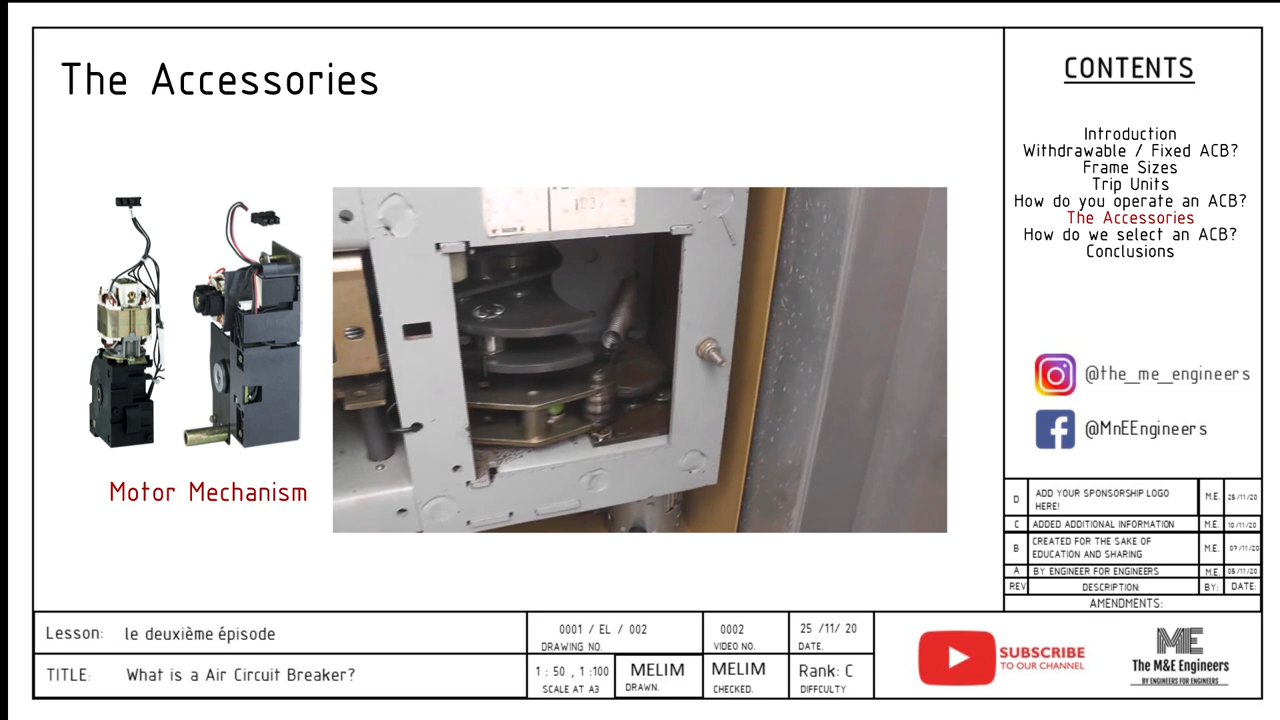 The Accessories
Motor Mechanism
CONTENTS
Introduction
Withdrawable / Fixed ACB?
Frame Sizes
Trip Units
How do you operate an ACB?
The Accessories
How do we select an ACB?
Conclusions
@the_me_engineers
@MnEEngineers
D ADD YOUR SPONSORSHIP LOGO HERE! M.E. 25/11/20
C ADDED ADDITIONAL INFORMATION M.E. 10/11/20
B CREATED FOR THE SAKE OF EDUCATION AND SHARING M.E. 07/11/20
A BY ENGINEER FOR ENGINEERS M.E. 05/11/20
REV DESCRIPTION: BY: DATE:
AMENDMENTS:
Lesson: le deuxième épisode
TITLE: What is a Air Circuit Breaker?
0001 / EL / 002
DRAWING NO.
0002
VIDEO NO.
25 /11/ 20
DATE.
1 : 50 , 1 :100
SCALE AT A3
MELIM
DRAWN.
MELIM
CHECKED.
Rank: C
DIFFCULTY
SUBSCRIBE
TO OUR CHANNEL
ME
The M&E Engineers
BY ENGINEERS FOR ENGINEERS